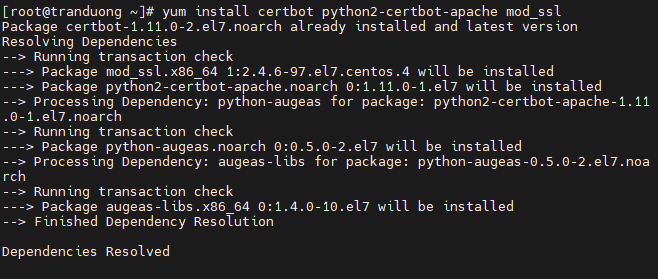 [root@tranduong ~]# yum install certbot python2-certbot-apache mod_ssl
Package certbot-1.11.0-2.el7.noarch already installed and latest version
Resolving Dependencies
--> Running transaction check
---> Package mod_ssl.x86_64 1:2.4.6-97.el7.centos.4 will be installed
---> Package python2-certbot-apache.noarch 0:1.11.0-1.el7 will be installed
--> Processing Dependency: python-augeas for package: python2-certbot-apache-1.11
.0-1.el7.noarch
--> Running transaction check
---> Package python-augeas.noarch 0:0.5.0-2.el7 will be installed
--> Processing Dependency: augeas-libs for package: python-augeas-0.5.0-2.el7.noa
rch
--> Running transaction check
---> Package augeas-libs.x86_64 0:1.4.0-10.el7 will be installed
--> Finished Dependency Resolution
Dependencies Resolved